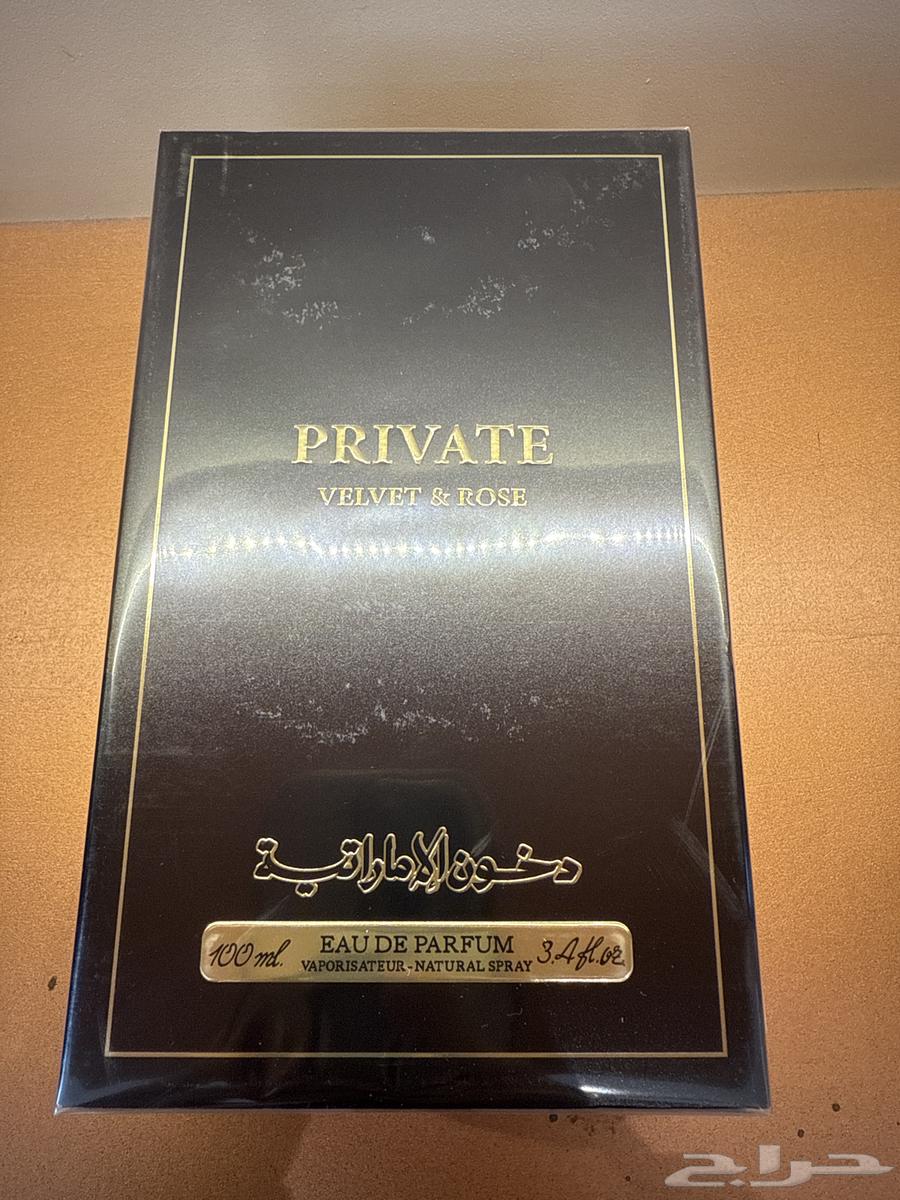 PRIVATE
VELVET & ROSE
دخون الإماراتية
100 ml. EAU DE PARFUM 3.4 fl.oz.
VAPORISATEUR-NATURAL SPRAY
حراج